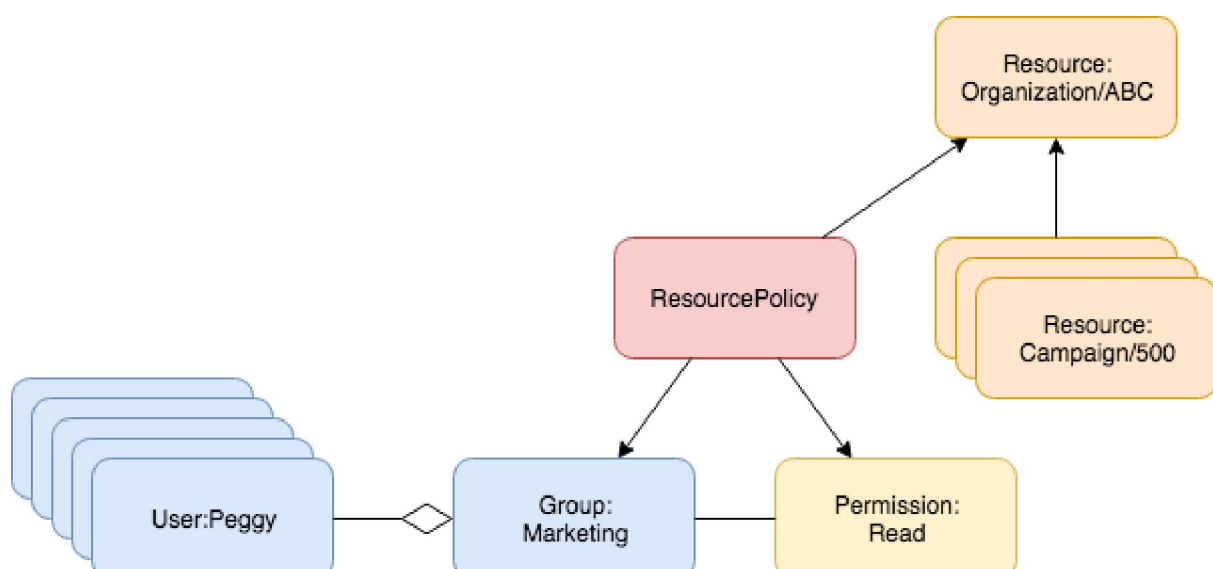 Resource:
Organization/ABC
ResourcePolicy
Resource:
Campaign/500
User:Peggy
Group:
Marketing
Permission:
Read